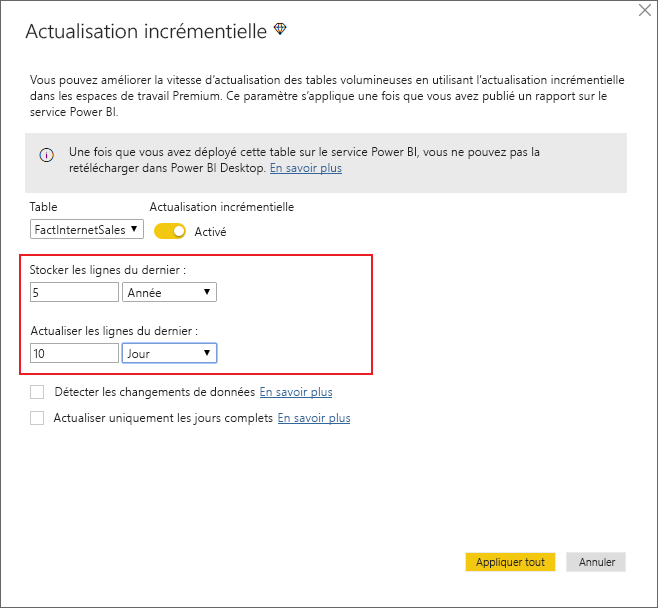 Actualisation incrémentielle
Vous pouvez améliorer la vitesse d’actualisation des tables volumineuses en utilisant l’actualisation incrémentielle
dans les espaces de travail Premium. Ce paramètre s’applique une fois que vous avez publié un rapport sur le
service Power BI.
Une fois que vous avez déployé cette table sur le service Power BI, vous ne pouvez pas la
retélécharger dans Power BI Desktop. En savoir plus
Table Actualisation incrémentielle
FactInternetSales Activé
Stocker les lignes du dernier :
5 Année
Actualiser les lignes du dernier :
10 Jour
Détecter les changements de données En savoir plus
Actualiser uniquement les jours complets En savoir plus
Appliquer tout Annuler